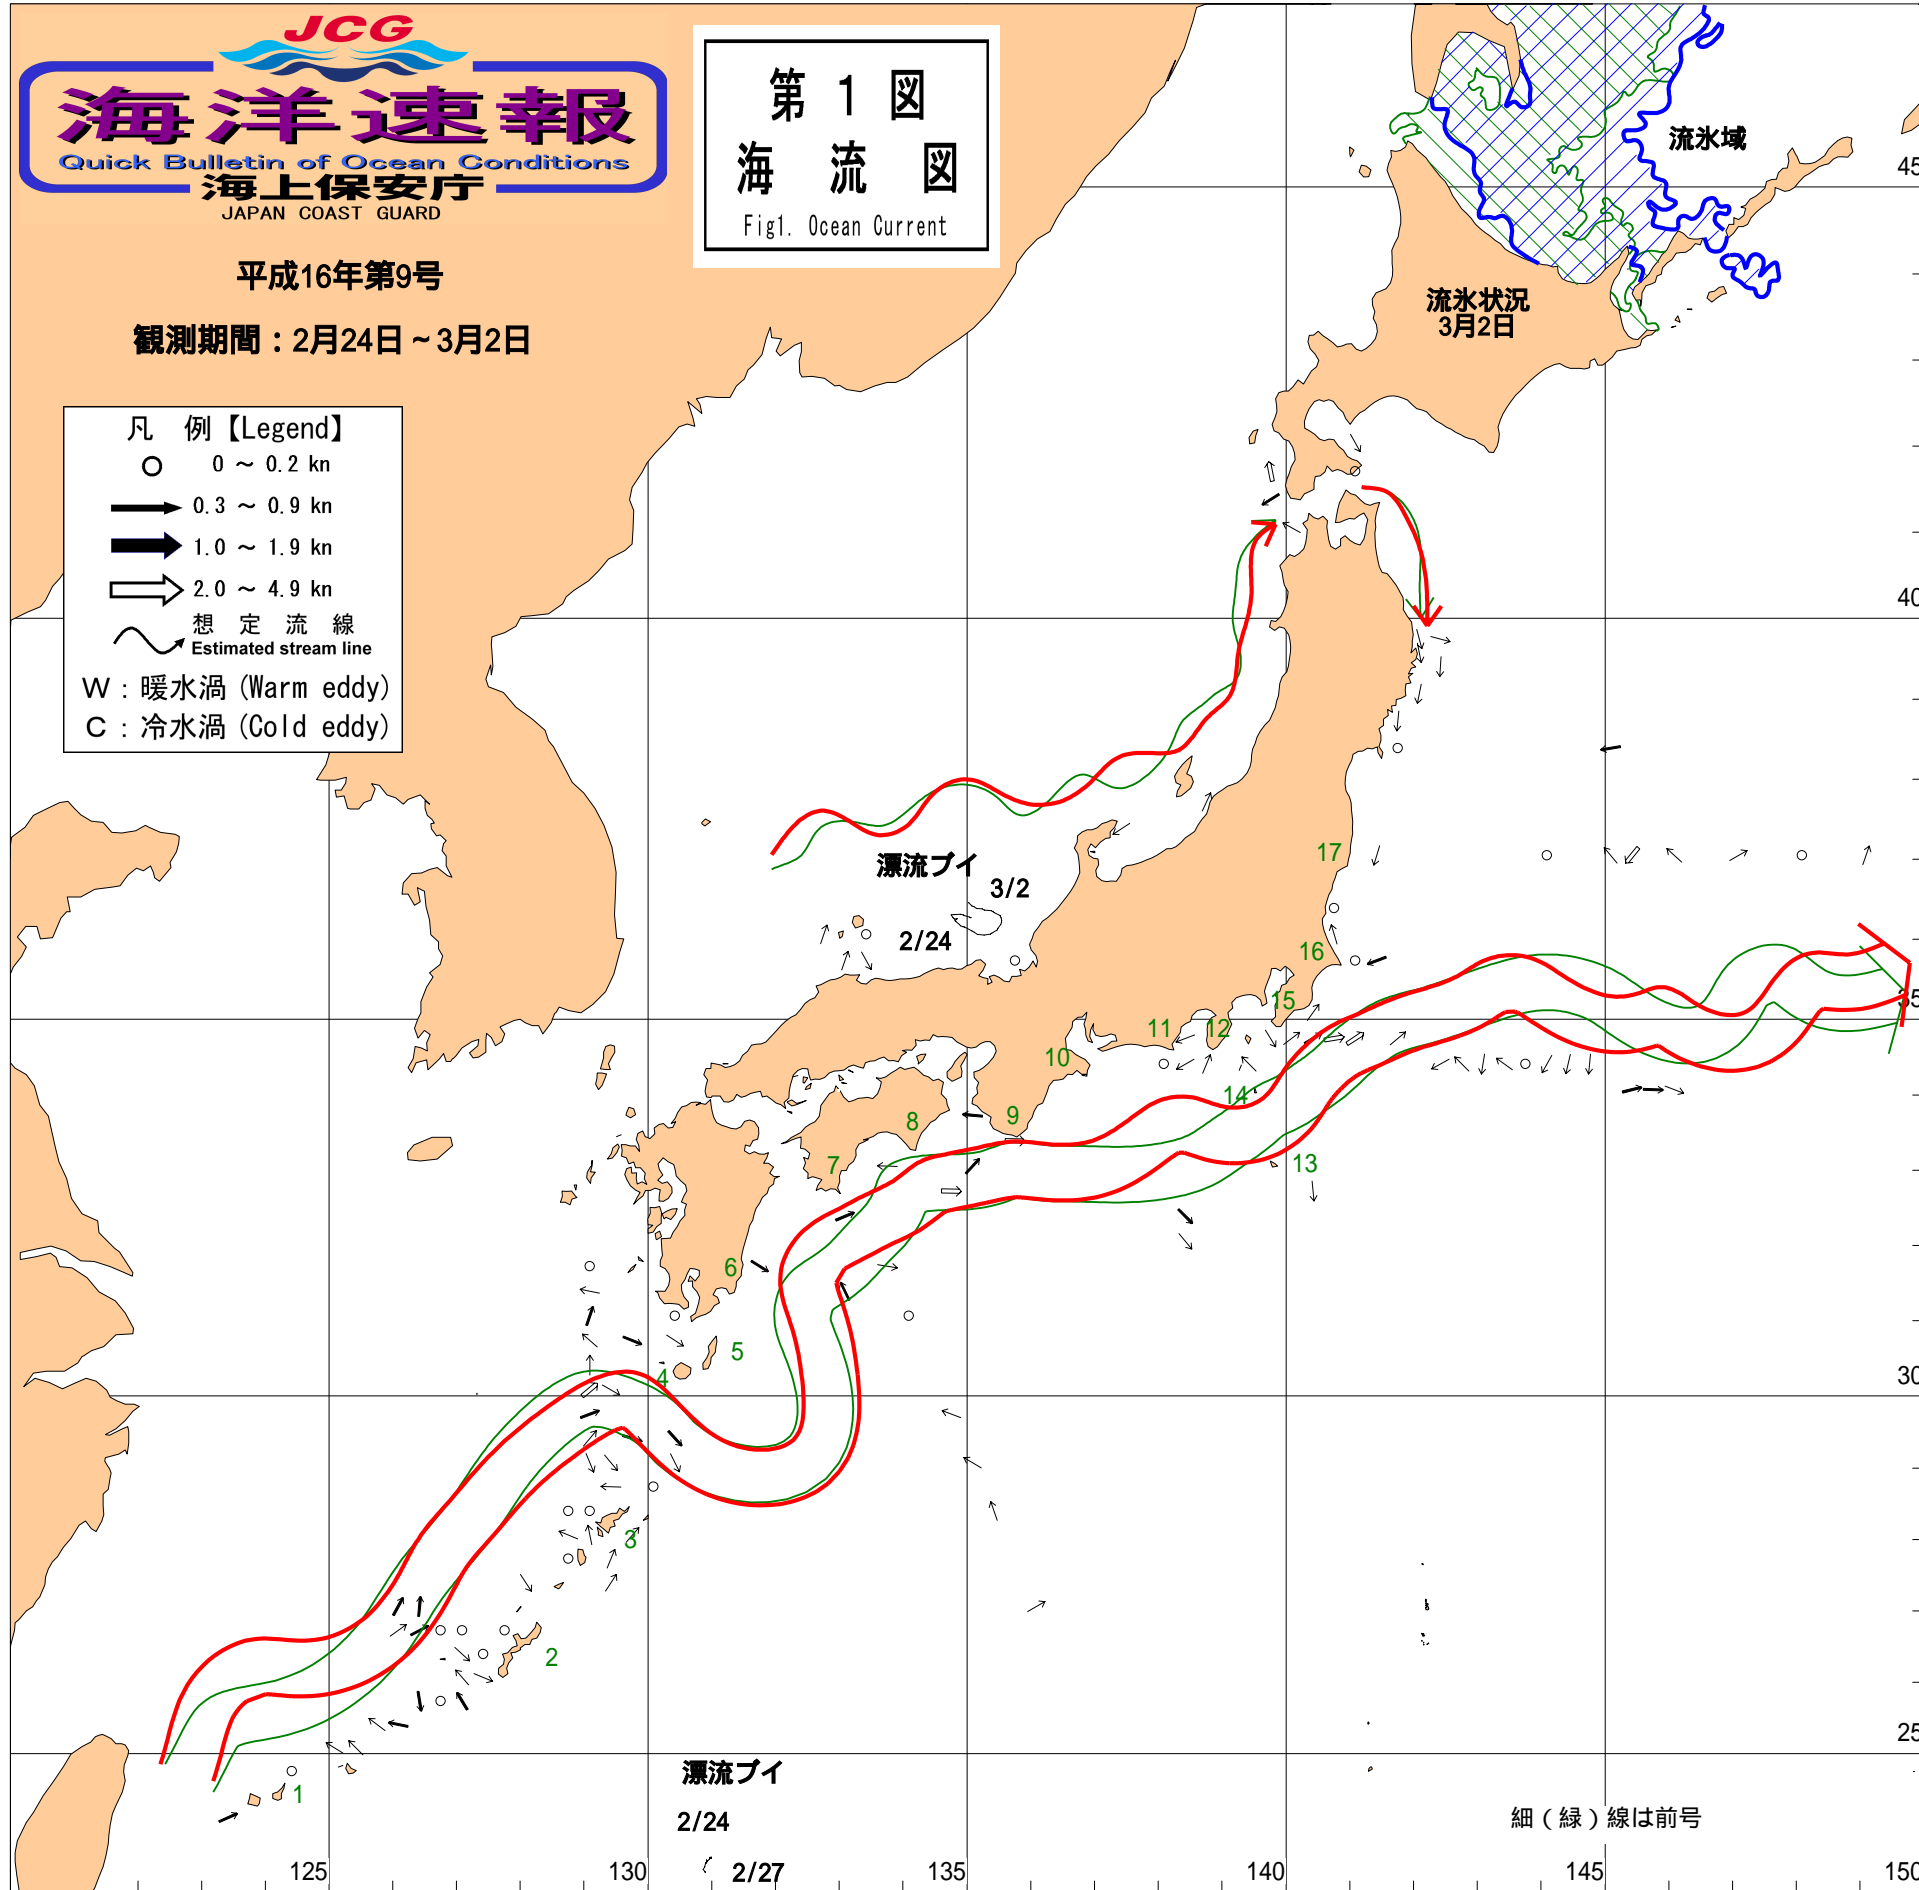 JCG
海洋速報
Quick Bulletin of Ocean Conditions
海上保安庁
JAPAN COAST GUARD
平成16年第9号
観測期間：2月24日～3月2日
第 1 図
海 流 図
Fig1. Ocean Current
凡 例【Legend】
0 ～ 0.2 kn
0.3 ～ 0.9 kn
1.0 ～ 1.9 kn
2.0 ～ 4.9 kn
想 定 流 線
Estimated stream line
W：暖水渦 (Warm eddy)
C：冷水渦 (Cold eddy)
流氷域
流氷状況
3月2日
45
40
35
30
25
漂流ブイ
3/2
2/24
17
16
15
14
13
12
11
10
9
8
7
6
5
4
3
2
1
漂流ブイ
2/24
2/27
細（緑）線は前号
125
130
135
140
145
150